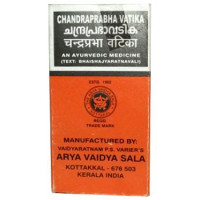 CHANDRAPRABHA VATIKA
ചന്ദ്രപ്രഭാവടിക
चन्द्रप्रभा वटिका
AN AYURVEDIC MEDICINE
(TEXT: BHAISHAJYARATNAVALI)
ESTD. 1902
REGD.
TRADE MARK
MANUFACTURED BY:
VAIDYARATNAM P.S. VARIER'S
ARYA VAIDYA SALA
KOTTAKKAL - 676 503
KERALA INDIA